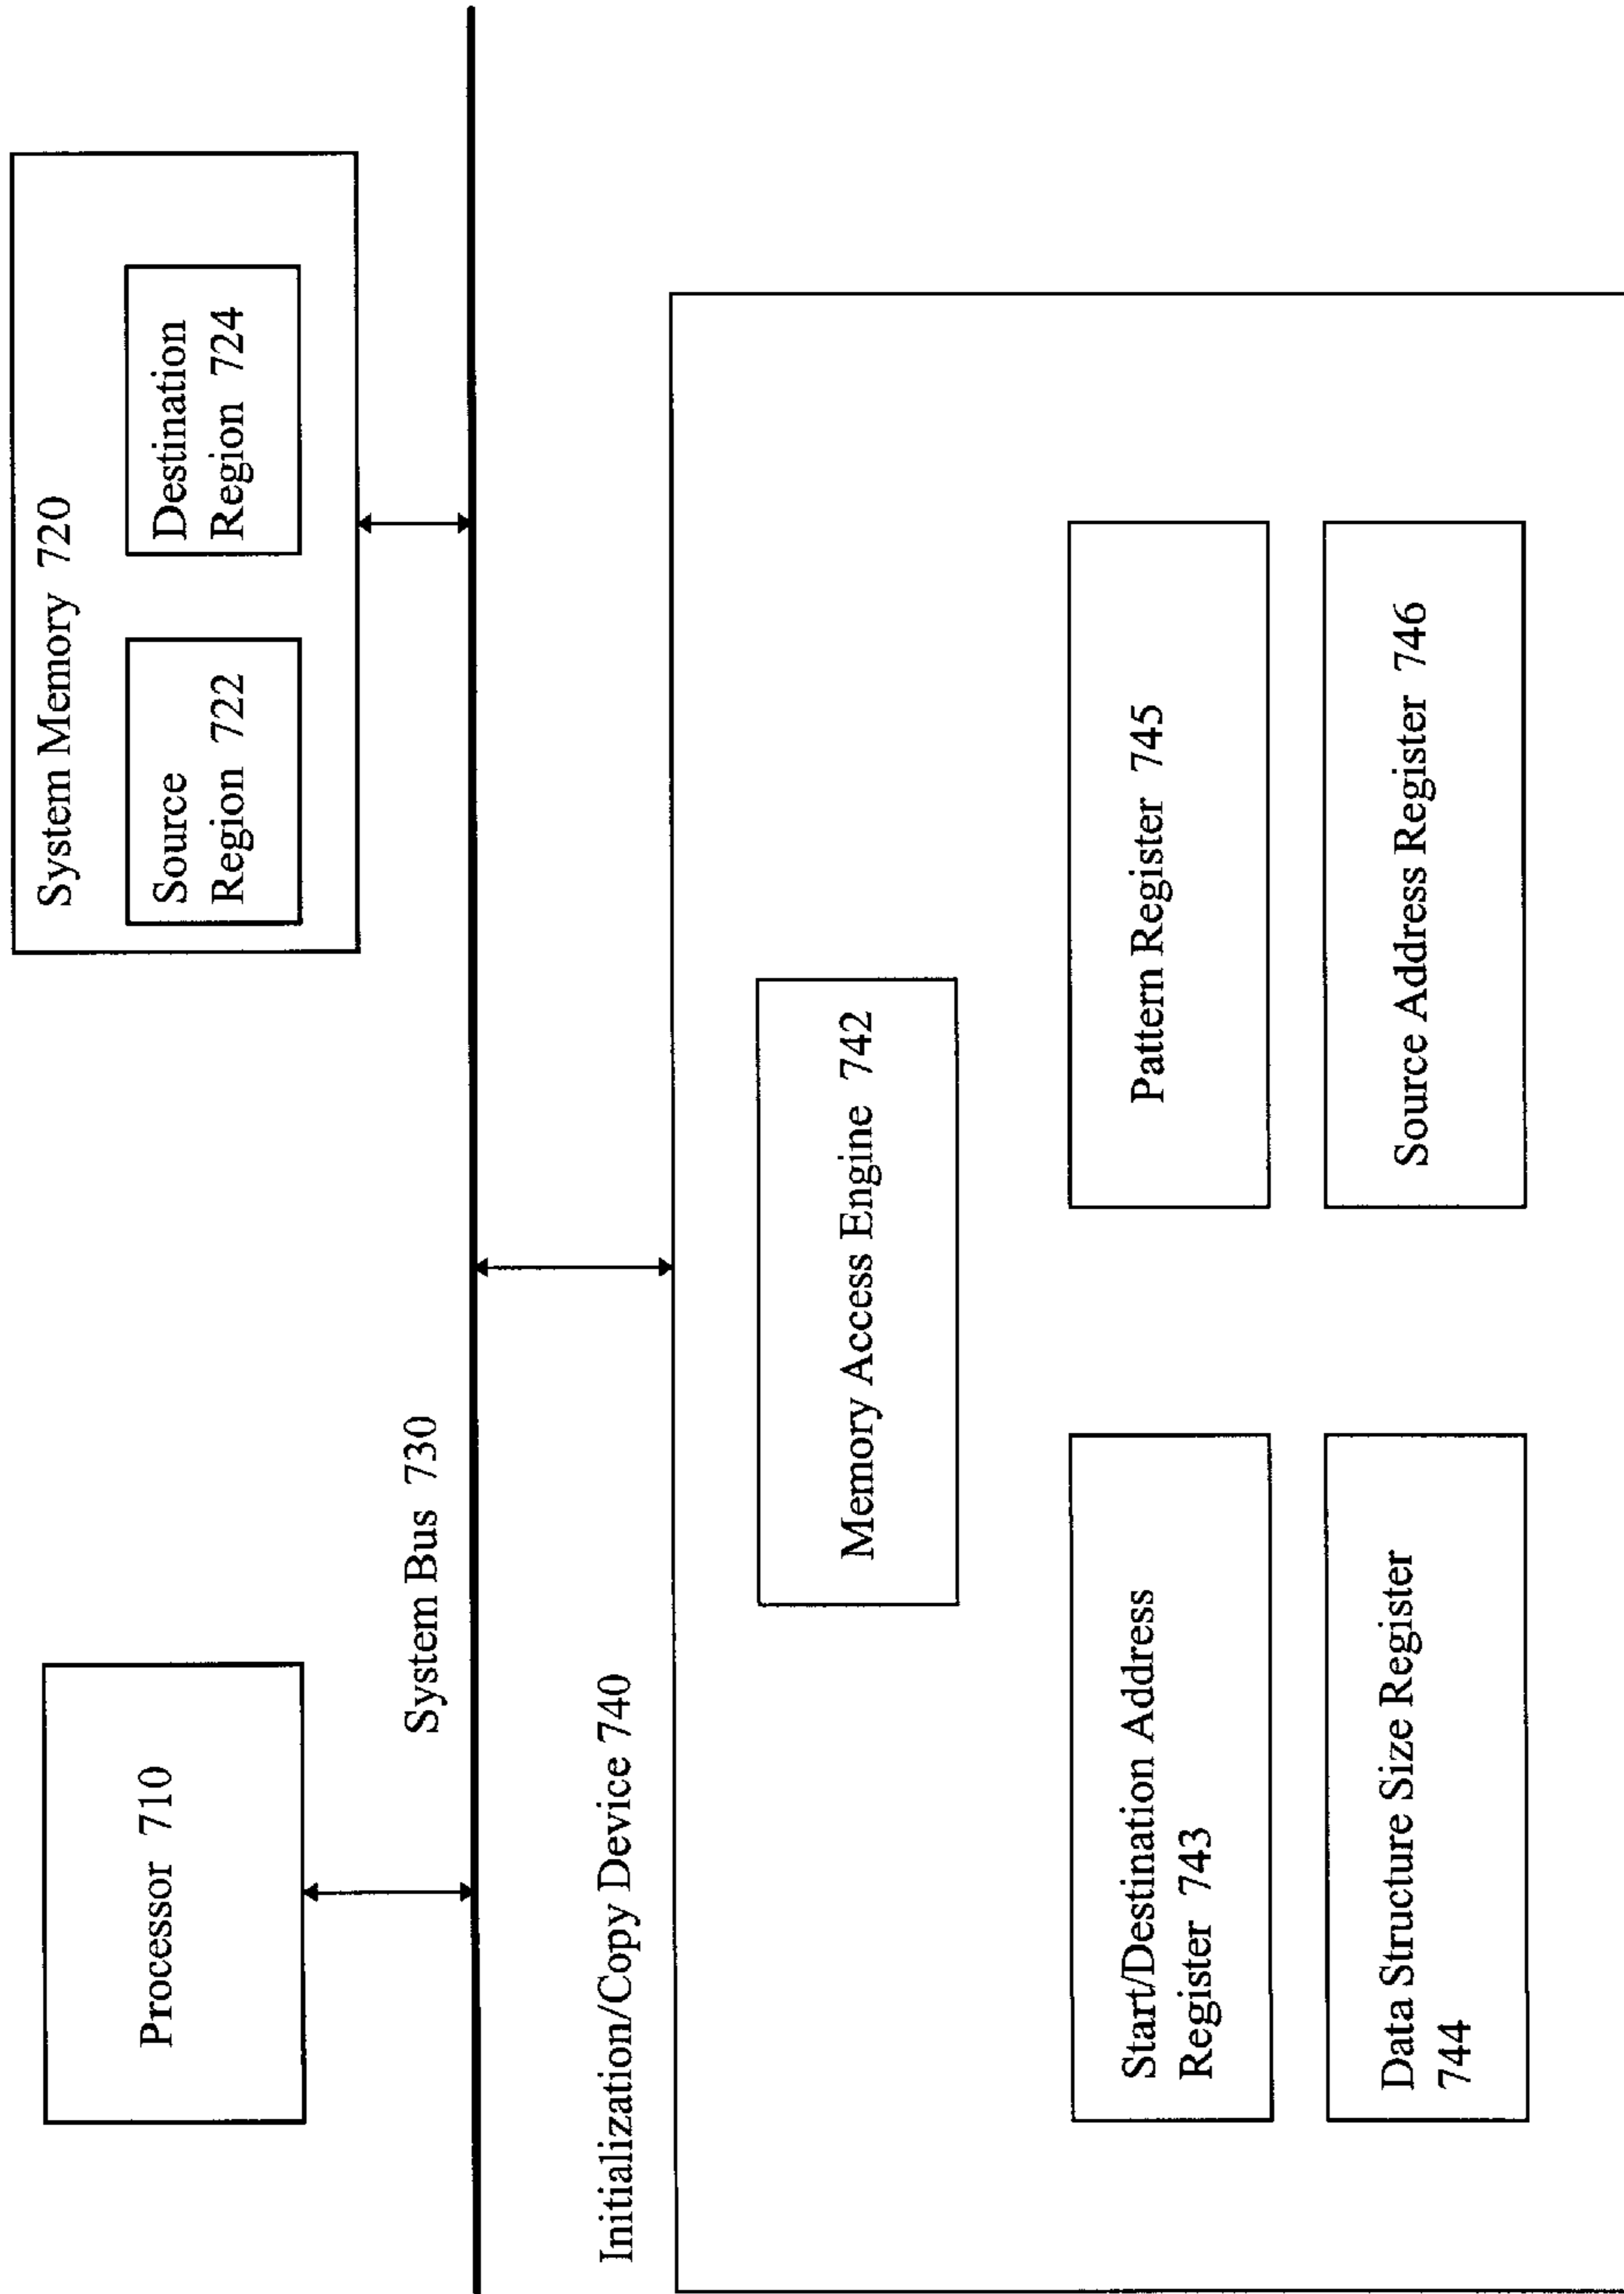 Processor 710
System Memory 720
Source
Region 722
Destination
Region 724
System Bus 730
Initialization/Copy Device 740
Memory Access Engine 742
Start/Destination Address
Register 743
Pattern Register 745
Data Structure Size Register
744
Source Address Register 746